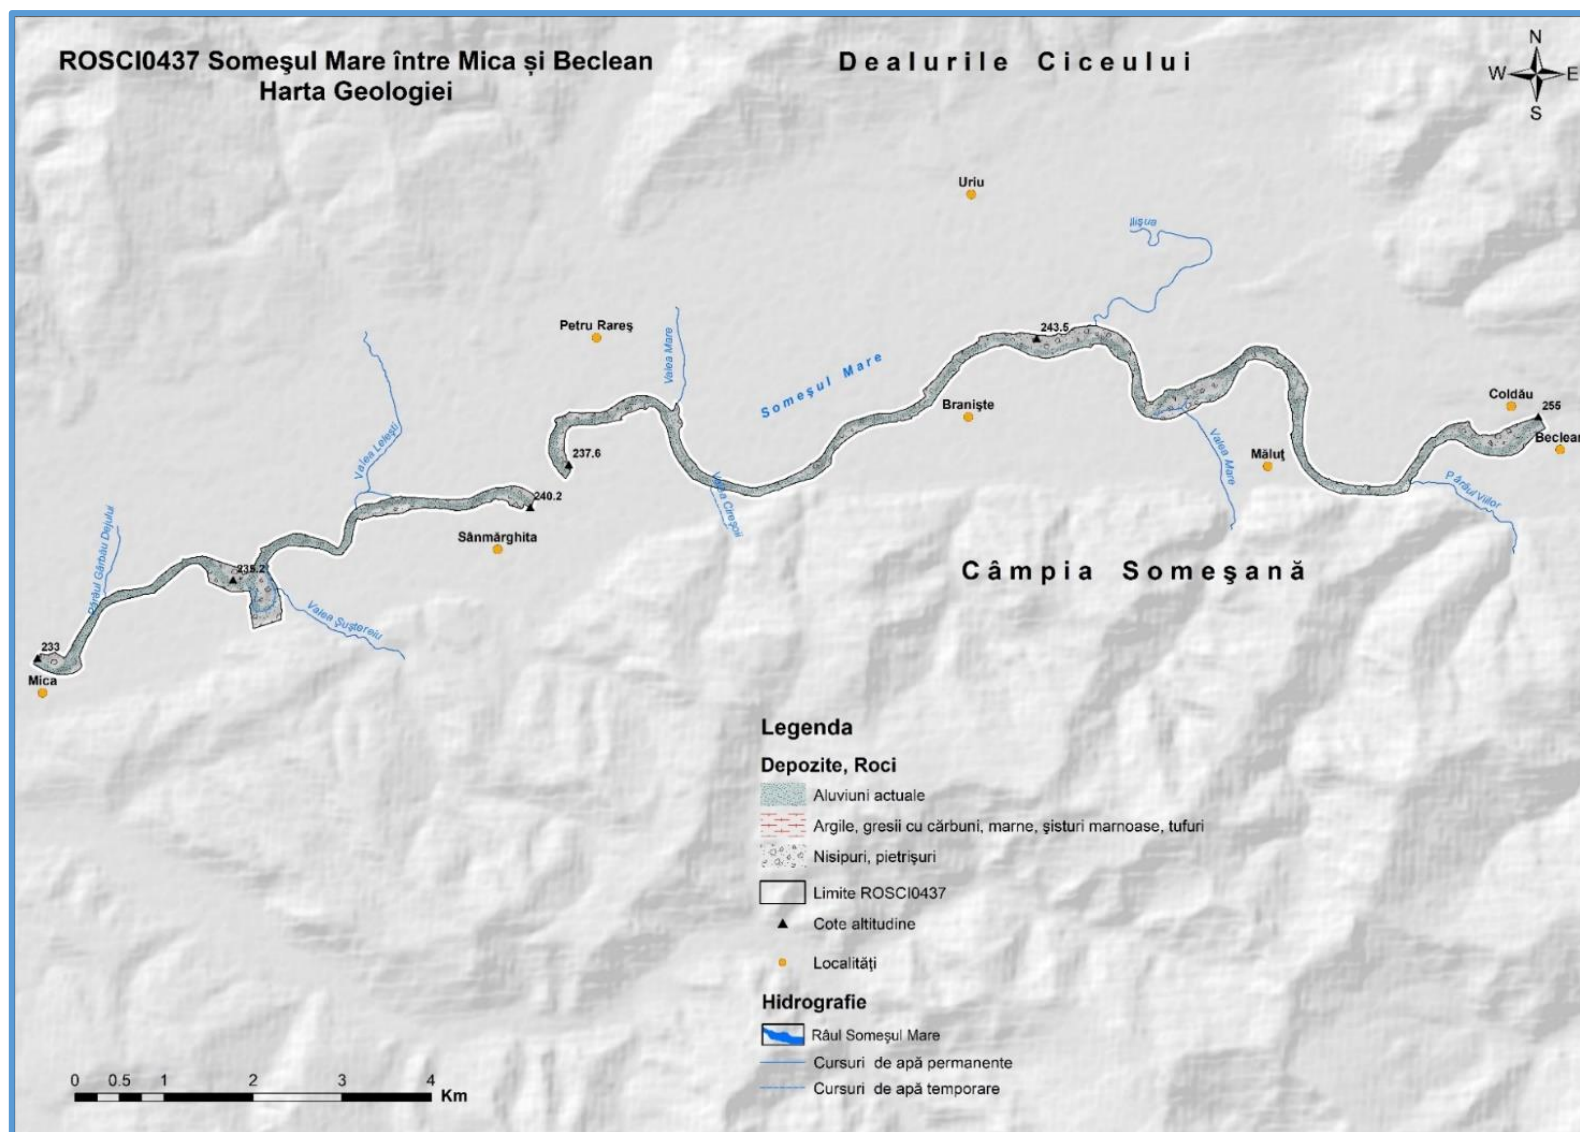 ROSCI0437 Someşul Mare între Mica și Beclean
Harta Geologiei
Dealurile Ciceului
N
W E
S
Uriu
Ilişua
Petru Rareş
Valea Mare
243.5
Someşul Mare
Branişte
Coldău
255
Beclean
Valea Mare
Măluţ
Pârâul Viilor
Valea Leleşti
237.6
240.2
Valea Cireşoii
Sânmărghita
Pârâul Gârbău Dejului
235.2
Valea Şuştoreiu
Câmpia Someşană
233
Mica
Legenda
Depozite, Roci
Aluviuni actuale
Argile, gresii cu cărbuni, marne, şisturi marnoase, tufuri
Nisipuri, pietrişuri
Limite ROSCI0437
Cote altitudine
Localităţi
Hidrografie
Râul Someşul Mare
Cursuri de apă permanente
Cursuri de apă temporare
0 0.5 1 2 3 4
Km